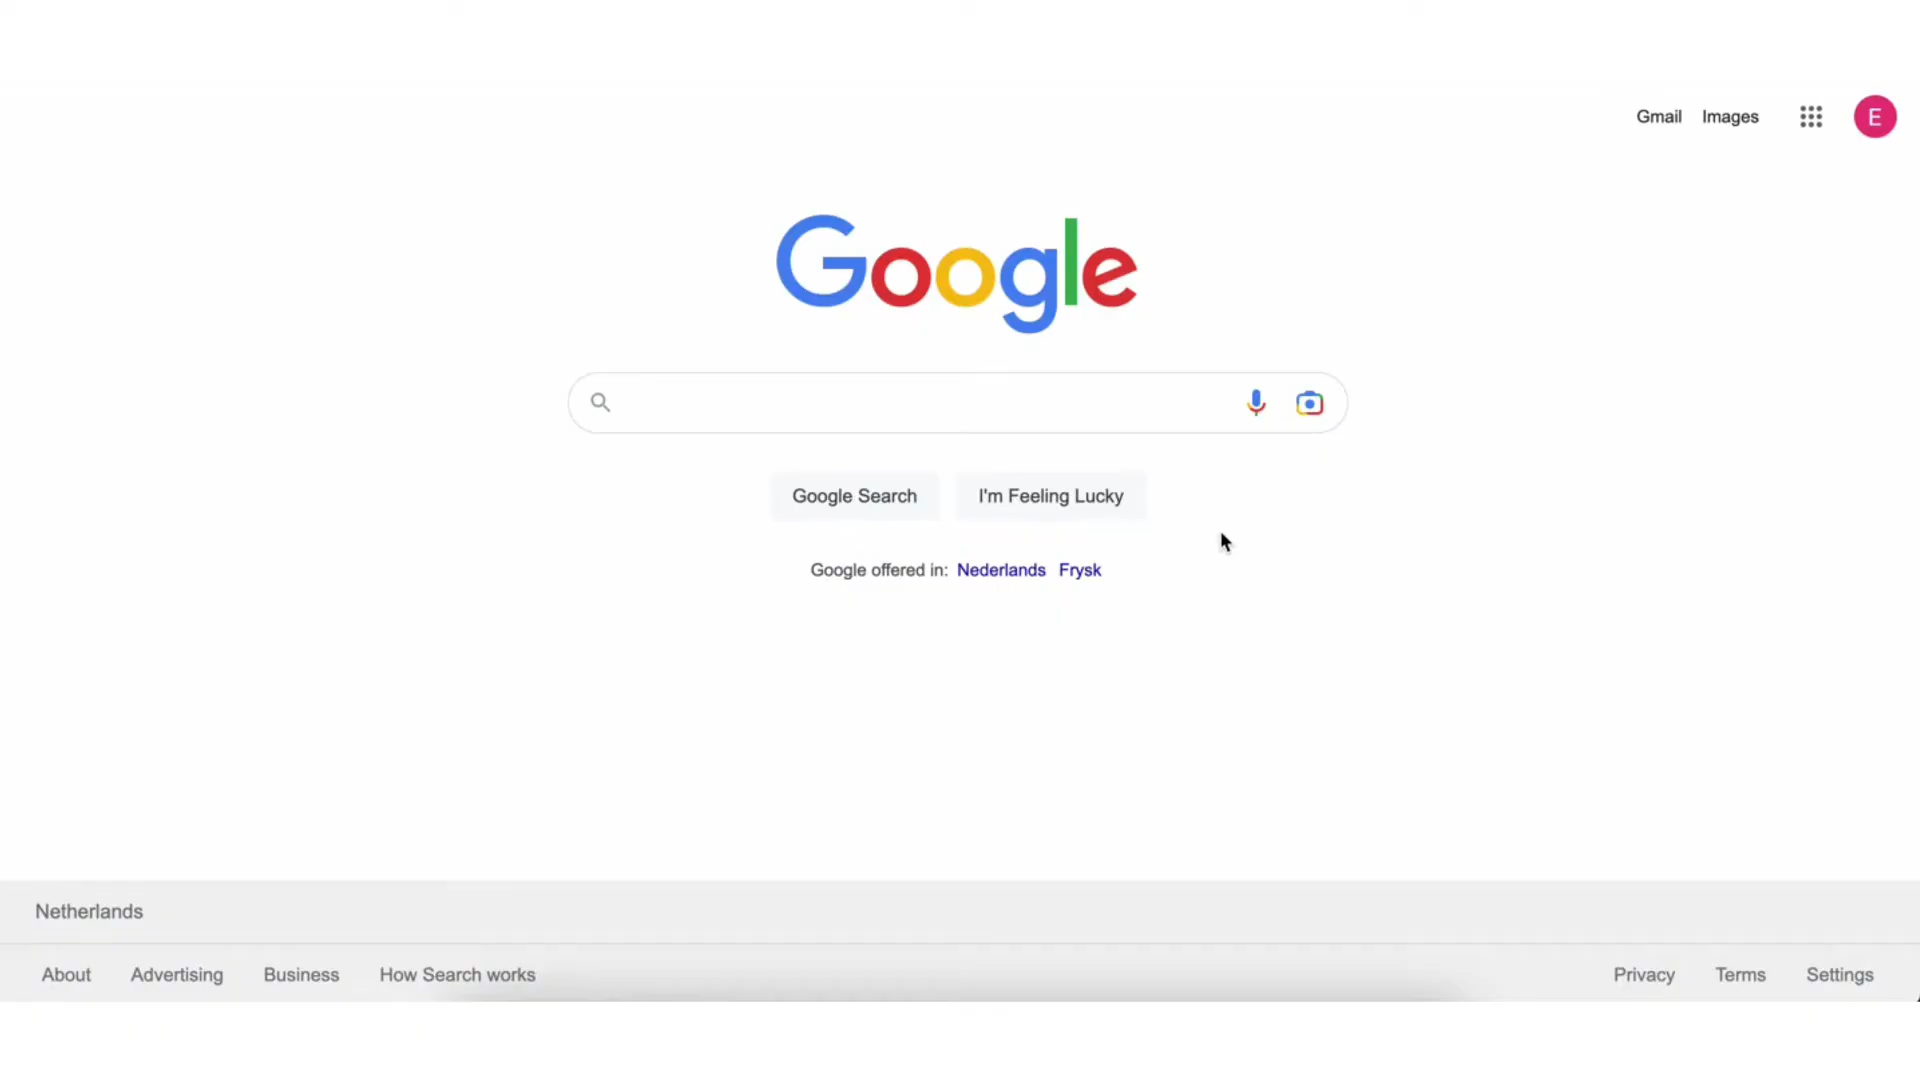 Gmail Images
E
Google
Google Search I'm Feeling Lucky
Google offered in: Nederlands Frysk
Netherlands
About Advertising Business How Search works Privacy Terms Settings